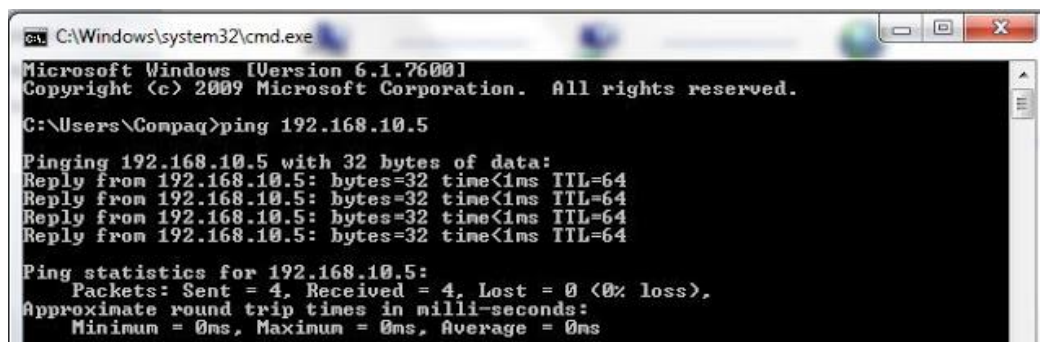 C:\Windows\system32\cmd.exe
Microsoft Windows [Version 6.1.7600]
Copyright (c) 2009 Microsoft Corporation.  All rights reserved.
C:\Users\Compaq>ping 192.168.10.5
Pinging 192.168.10.5 with 32 bytes of data:
Reply from 192.168.10.5: bytes=32 time<1ms TTL=64
Reply from 192.168.10.5: bytes=32 time<1ms TTL=64
Reply from 192.168.10.5: bytes=32 time<1ms TTL=64
Reply from 192.168.10.5: bytes=32 time<1ms TTL=64
Ping statistics for 192.168.10.5:
    Packets: Sent = 4, Received = 4, Lost = 0 (0% loss),
Approximate round trip times in milli-seconds:
    Minimum = 0ms, Maximum = 0ms, Average = 0ms